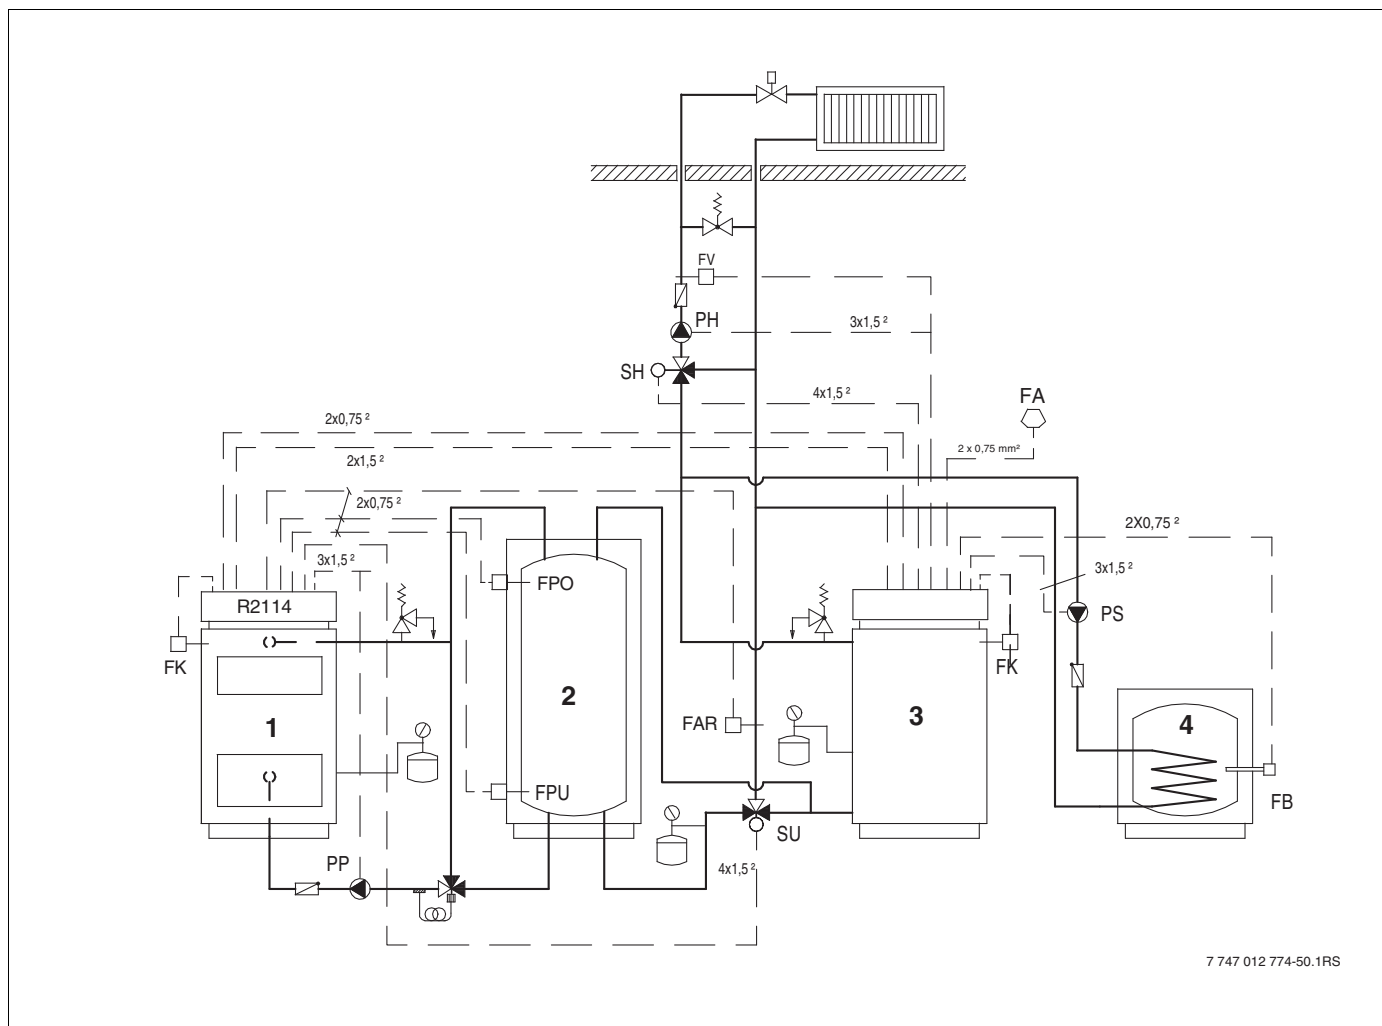 FV
PH
3x1,5 ²
SH
4x1,5 ²
FA
2x0,75 ²
2 x 0,75 mm²
2x1,5 ²
2x0,75 ²
2X0,75 ²
3x1,5 ²
3x1,5 ²
R2114
FPO
PS
FK
FK
1
2
3
4
FAR
FPU
FB
SU
PP
4x1,5 ²
7 747 012 774-50.1RS